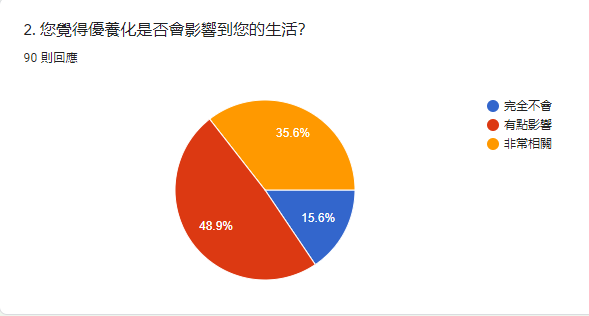 2. 您覺得優養化是否會影響到您的生活?
90 則回應
完全不會
有點影響
非常相關
35.6%
15.6%
48.9%